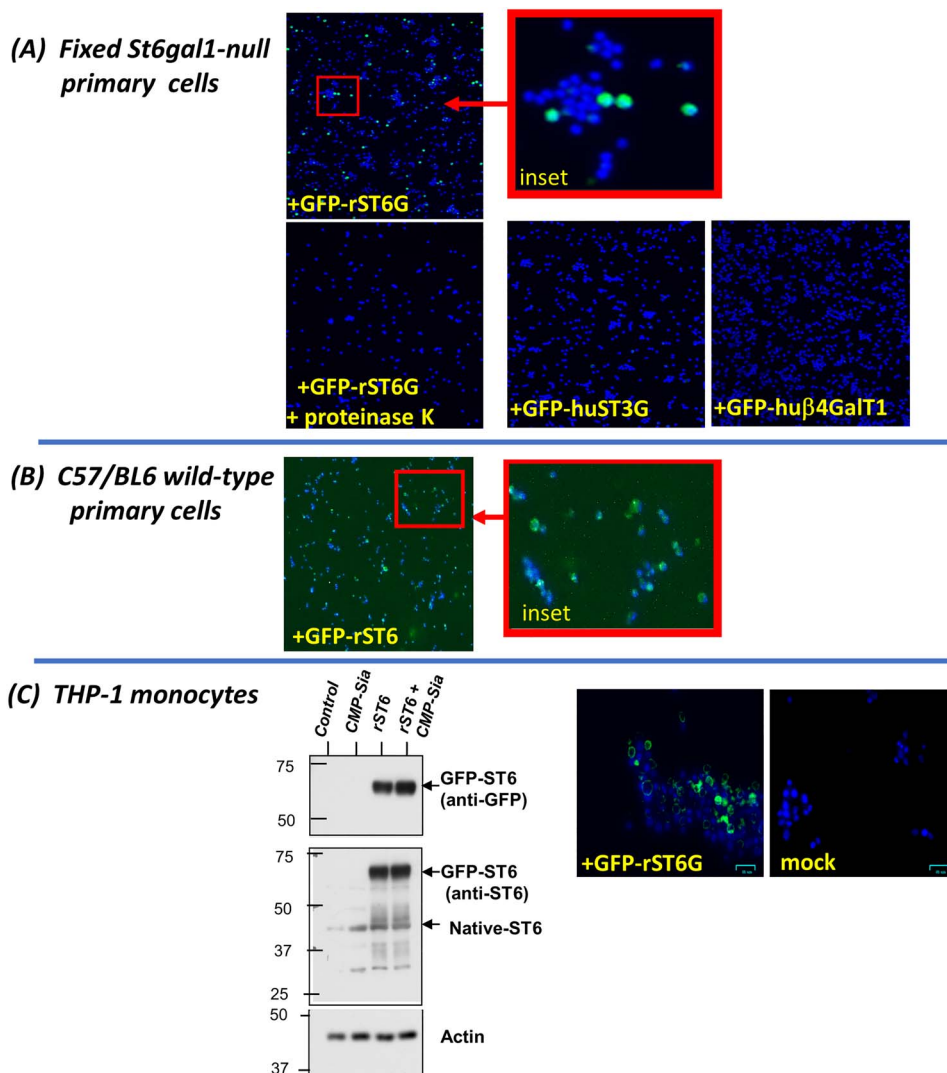 (A) Fixed St6gal1-null
primary cells
+GFP-rST6G
inset
+GFP-rST6G
+ proteinase K
+GFP-huST3G
+GFP-huβ4GalT1
(B) C57/BL6 wild-type
primary cells
+GFP-rST6
inset
(C) THP-1 monocytes
Control
CMP-Sia
rST6
rST6 +
CMP-Sia
75
50
GFP-ST6
(anti-GFP)
75
50
37
25
GFP-ST6
(anti-ST6)
Native-ST6
50
37
Actin
+GFP-rST6G
mock